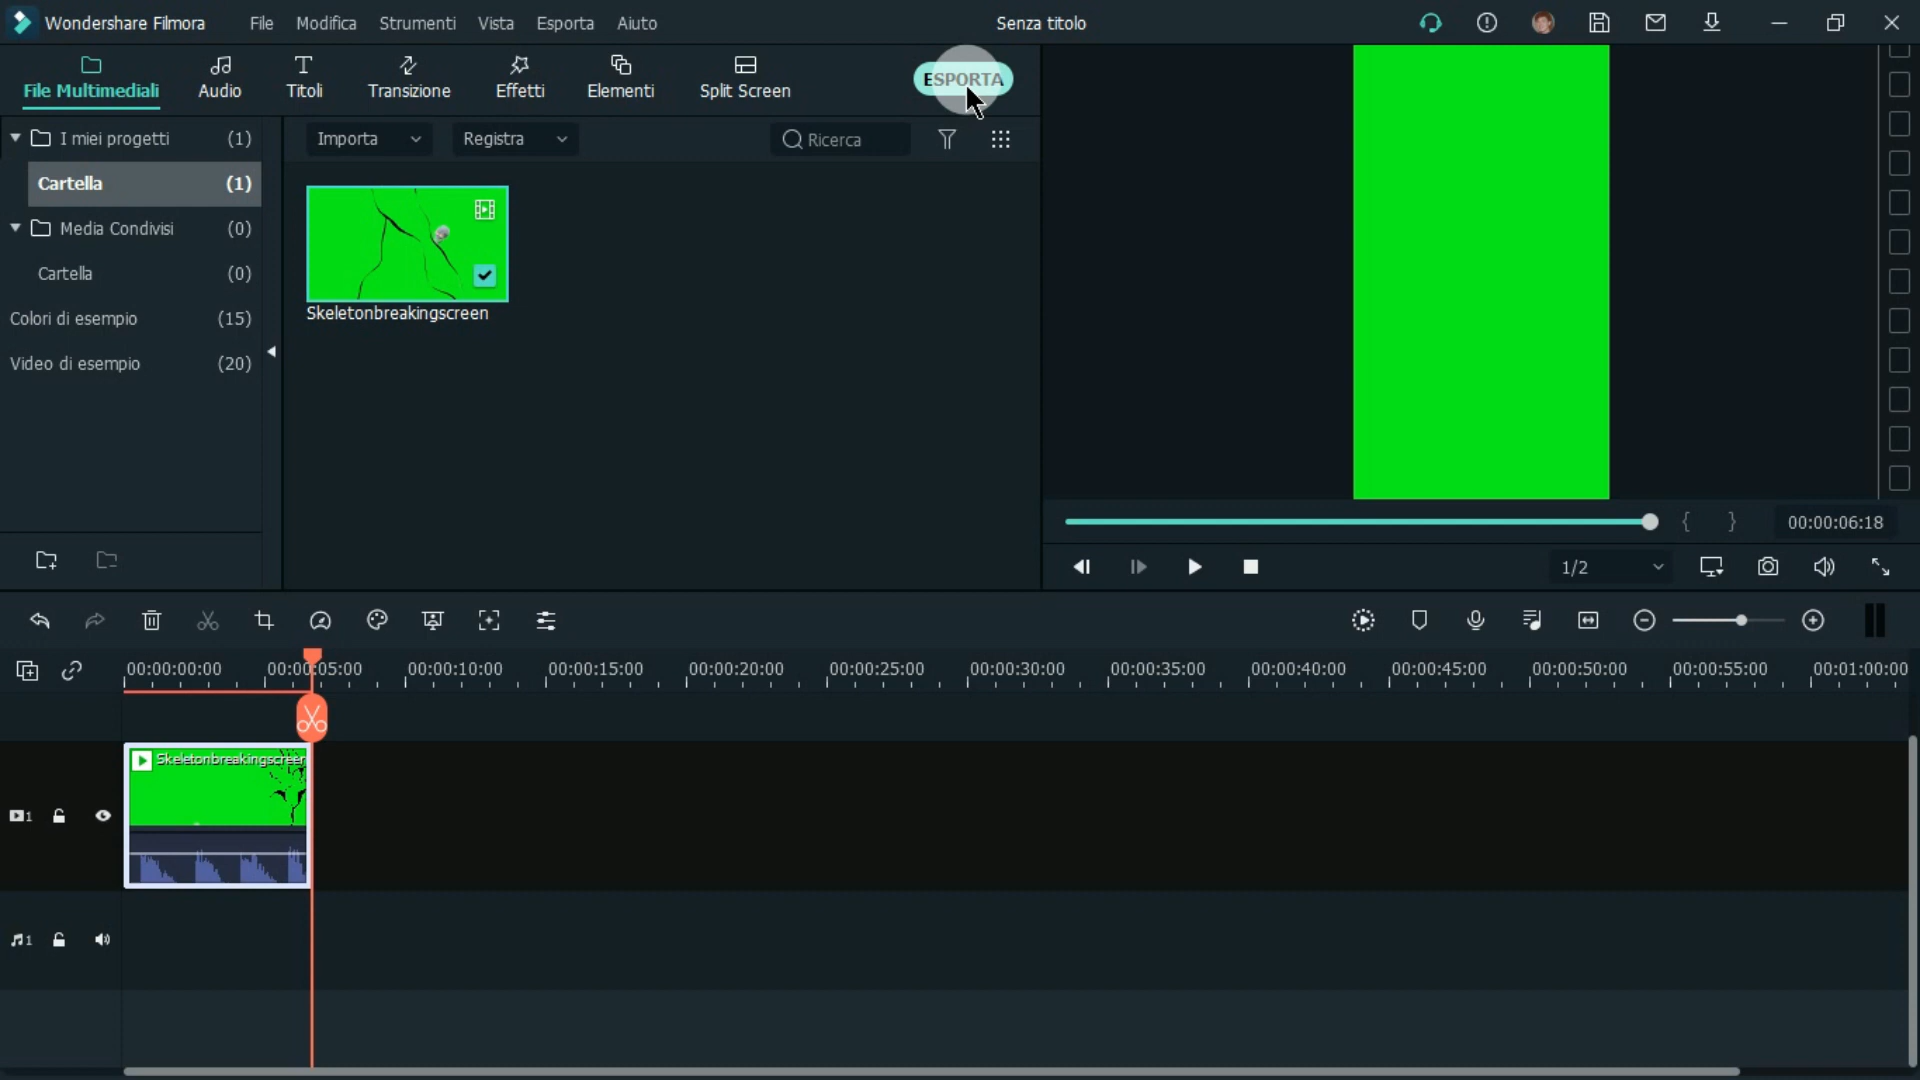 Wondershare Filmora File Modifica Strumenti Vista Esporta Aiuto Senza titolo
File Multimediali Audio Titoli Transizione Effetti Elementi Split Screen ESPORTA
I miei progetti (1) Importa Registra Ricerca
Cartella (1)
Media Condivisi (0)
Cartella (0)
Skeletonbreakingscreen
Colori di esempio (15)
Video di esempio (20)
{ } 00:00:06:18
1/2
00:00:00:00 00:00:05:00 00:00:10:00 00:00:15:00 00:00:20:00 00:00:25:00 00:00:30:00 00:00:35:00 00:00:40:00 00:00:45:00 00:00:50:00 00:00:55:00 00:01:00:00
Skeletonbreakingscreen
1
1